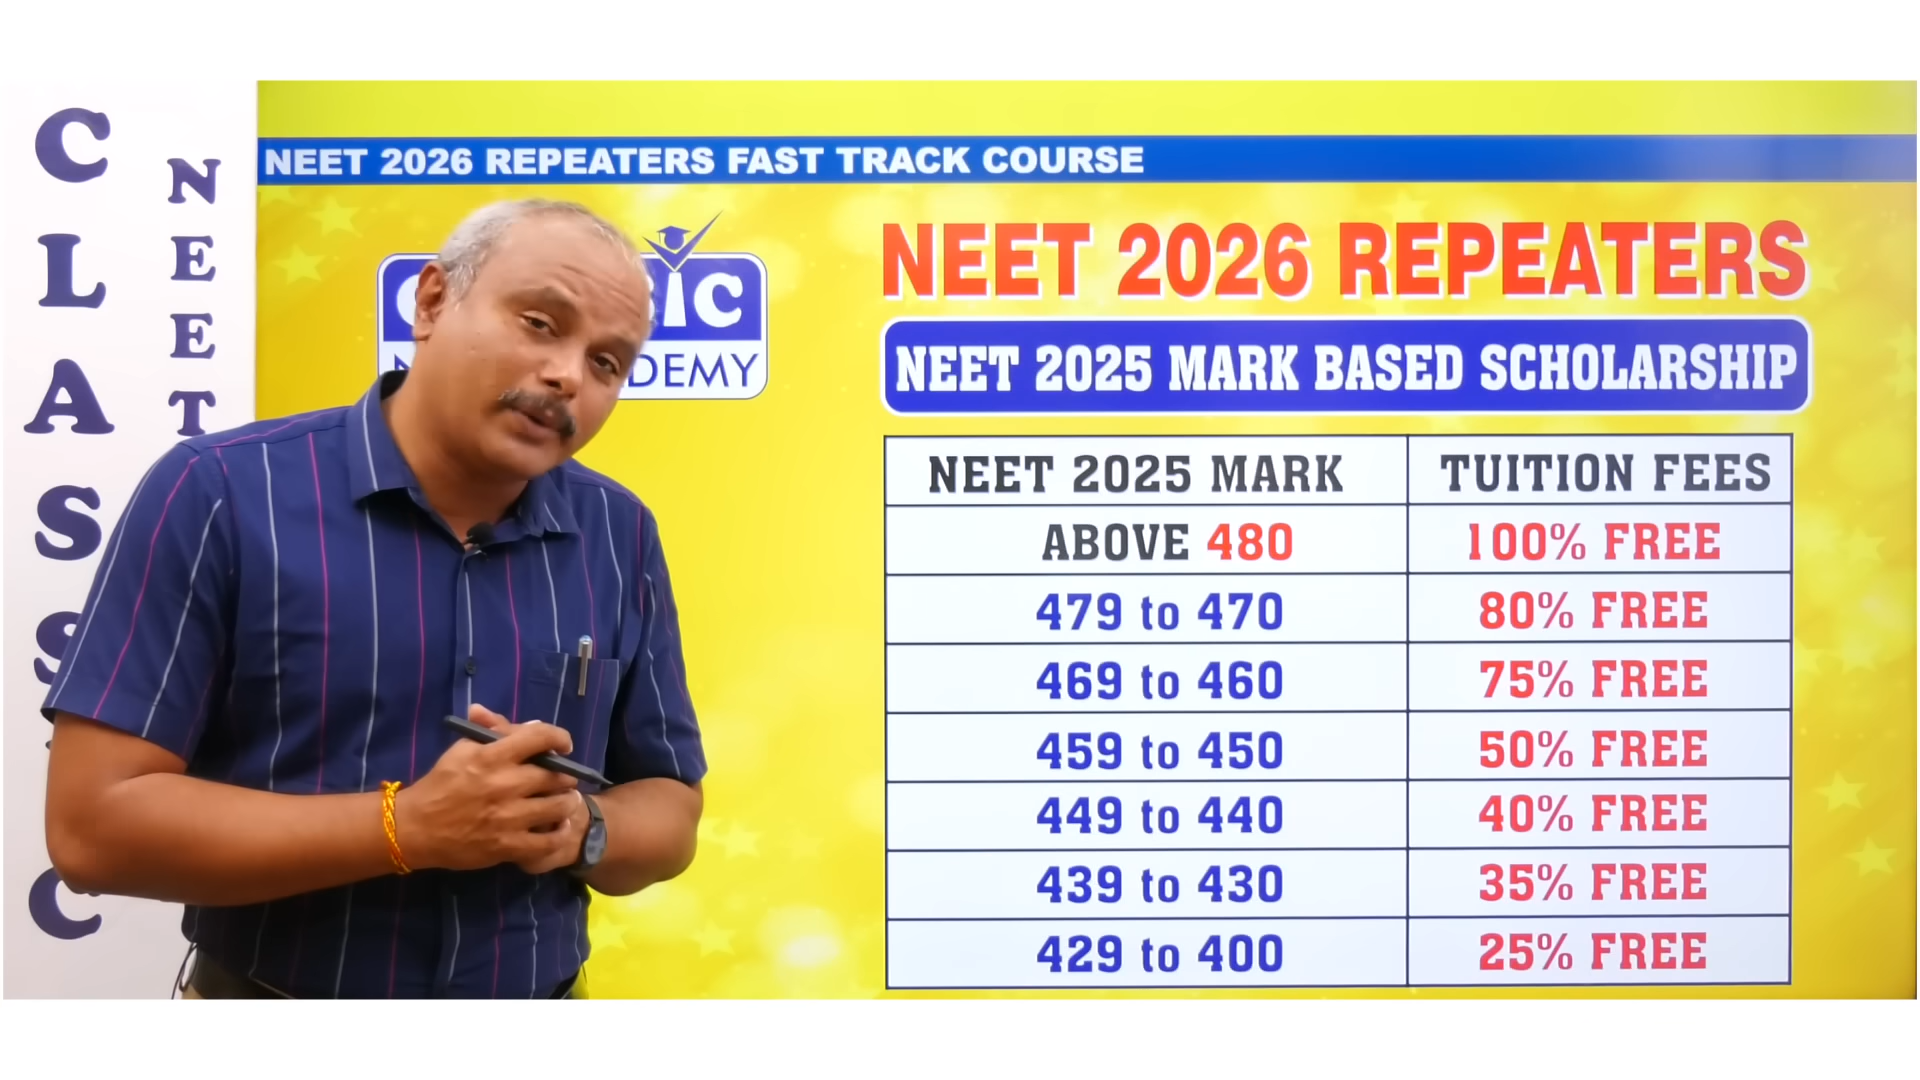 CLASSIC
NEET
NEET 2026 REPEATERS FAST TRACK COURSE
NEET 2026 REPEATERS
NEET 2025 MARK BASED SCHOLARSHIP
NEET 2025 MARK TUITION FEES
ABOVE 480 100% FREE
479 to 470 80% FREE
469 to 460 75% FREE
459 to 450 50% FREE
449 to 440 40% FREE
439 to 430 35% FREE
429 to 400 25% FREE